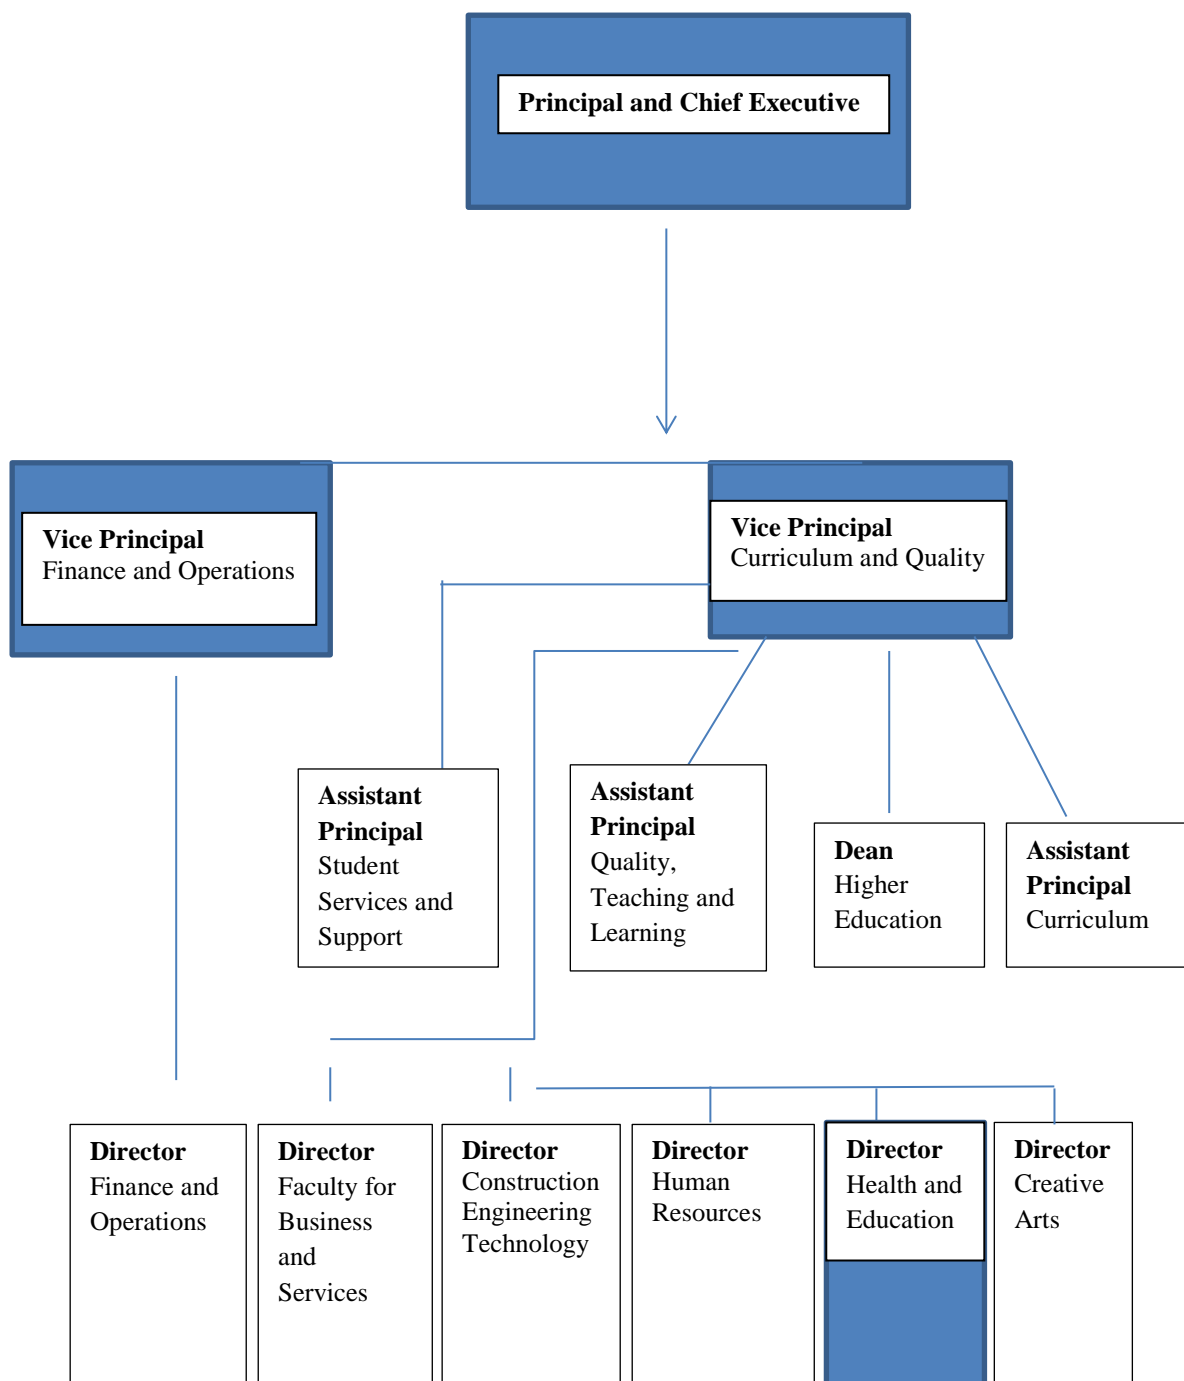 Principal and Chief Executive
Vice Principal
Finance and Operations
Vice Principal
Curriculum and Quality
Assistant
Principal
Student
Services and
Support
Assistant
Principal
Quality,
Teaching and
Learning
Dean
Higher
Education
Assistant
Principal
Curriculum
Director
Finance and
Operations
Director
Faculty for
Business
and
Services
Director
Construction
Engineering
Technology
Director
Human
Resources
Director
Health and
Education
Director
Creative
Arts